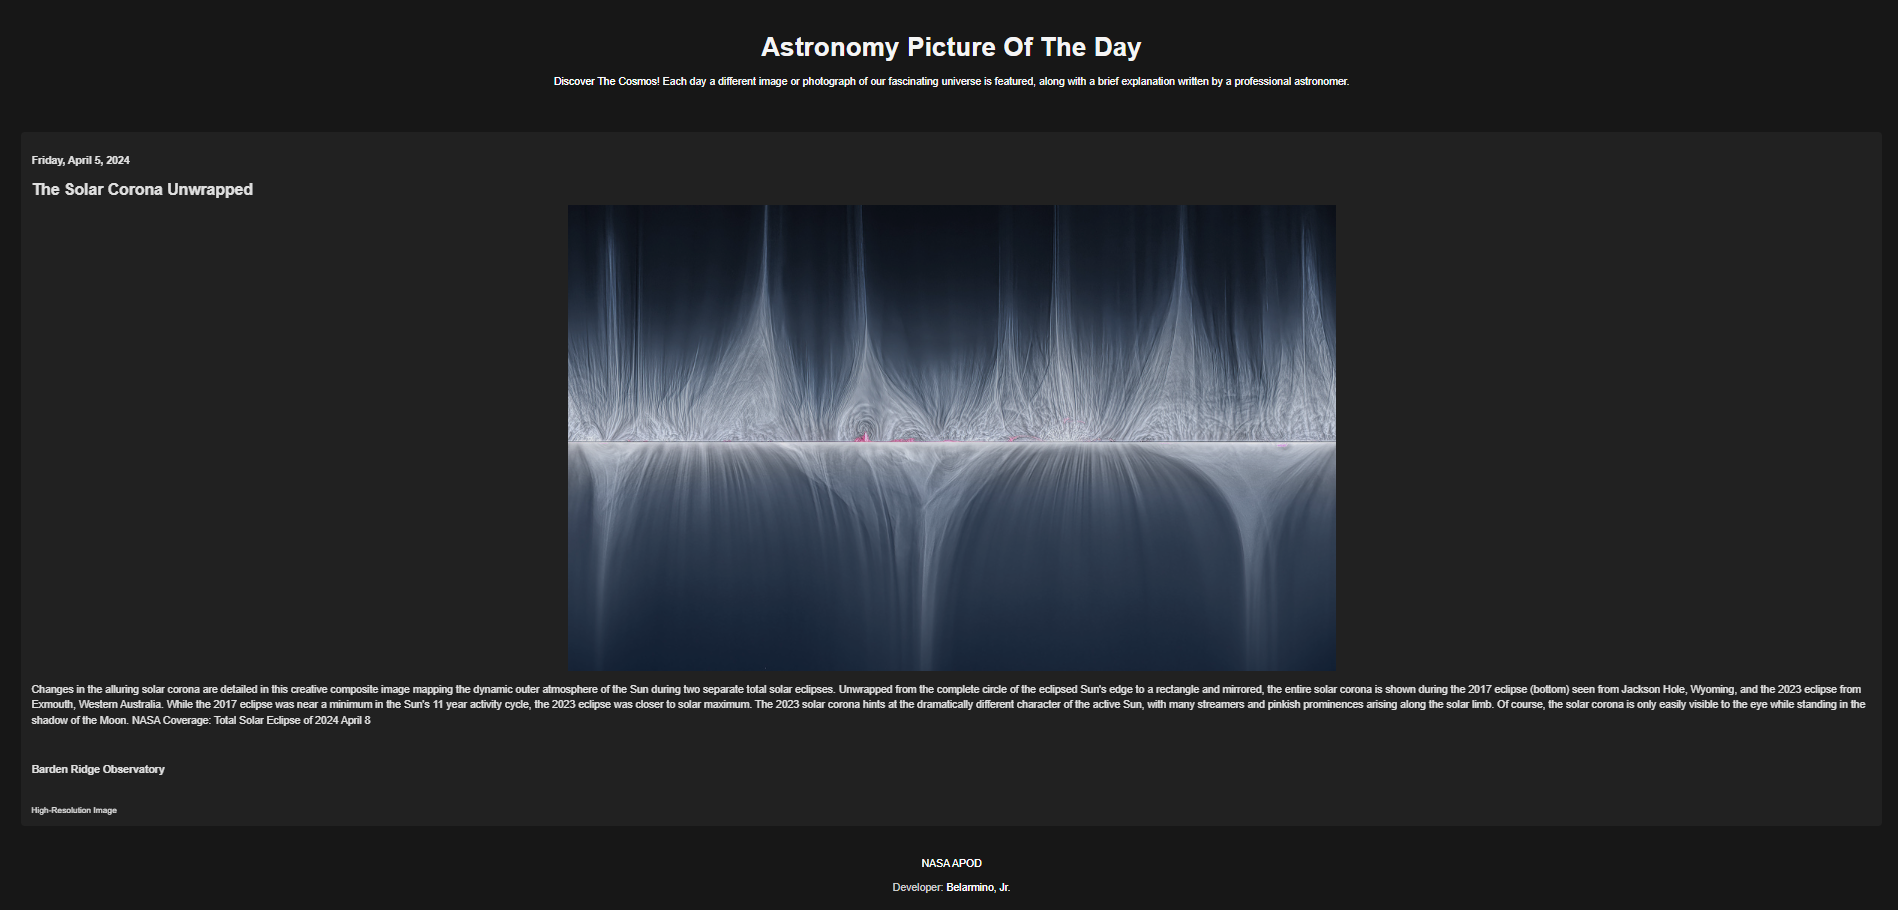 Astronomy Picture Of The Day
Discover The Cosmos! Each day a different image or photograph of our fascinating universe is featured, along with a brief explanation written by a professional astronomer.
Friday, April 5, 2024
The Solar Corona Unwrapped
Changes in the alluring solar corona are detailed in this creative composite image mapping the dynamic outer atmosphere of the Sun during two separate total solar eclipses. Unwrapped from the complete circle of the eclipsed Sun's edge to a rectangle and mirrored, the entire solar corona is shown during the 2017 eclipse (bottom) seen from Jackson Hole, Wyoming, and the 2023 eclipse from
Exmouth, Western Australia. While the 2017 eclipse was near a minimum in the Sun's 11 year activity cycle, the 2023 eclipse was closer to solar maximum. The 2023 solar corona hints at the dramatically different character of the active Sun, with many streamers and pinkish prominences arising along the solar limb. Of course, the solar corona is only easily visible to the eye while standing in the
shadow of the Moon. NASA Coverage: Total Solar Eclipse of 2024 April 8
Barden Ridge Observatory
High-Resolution Image
NASA APOD
Developer: Belarmino, Jr.